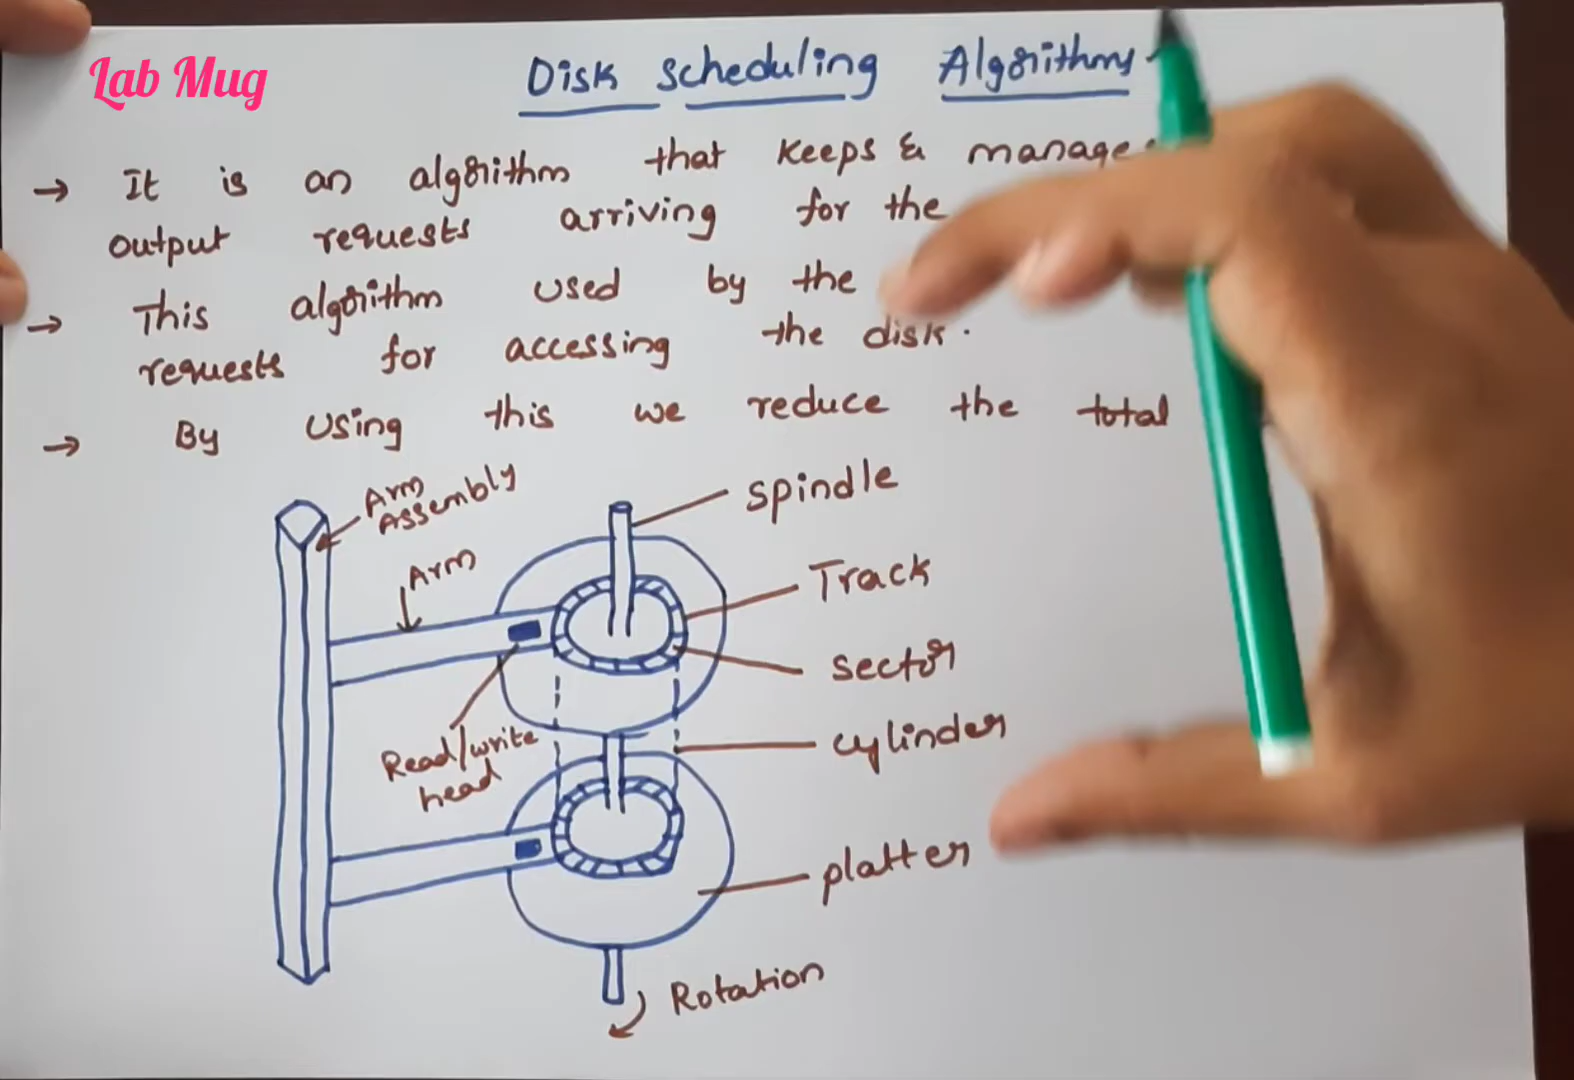 Lab Mug
Disk scheduling Algorithms
→ It is an algorithm that keeps & manages
output requests arriving for the
→ This algorithm used by the
requests for accessing the disk.
→ By using this we reduce the total
Arm
Assembly
spindle
Arm
Track
sector
Read/write
head
cylinder
platter
Rotation